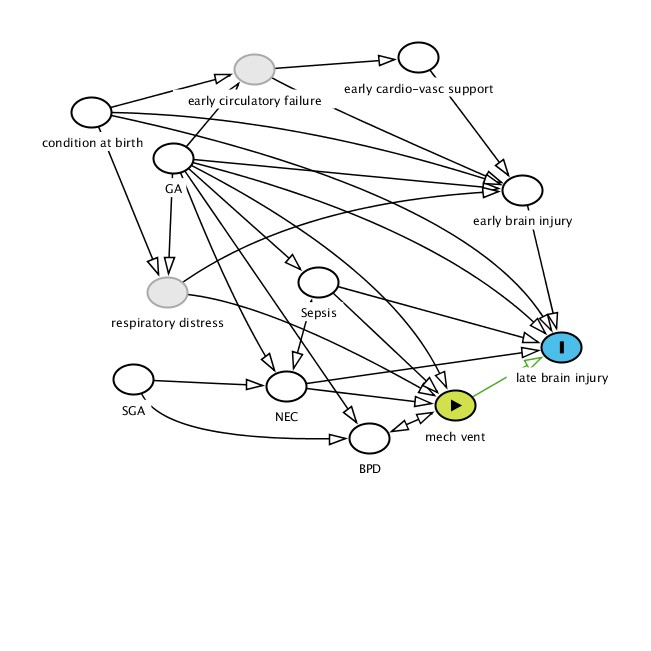 early cardio-vasc support
early circulatory failure
condition at birth
GA
early brain injury
Sepsis
respiratory distress
late brain injury
SGA
NEC
mech vent
BPD